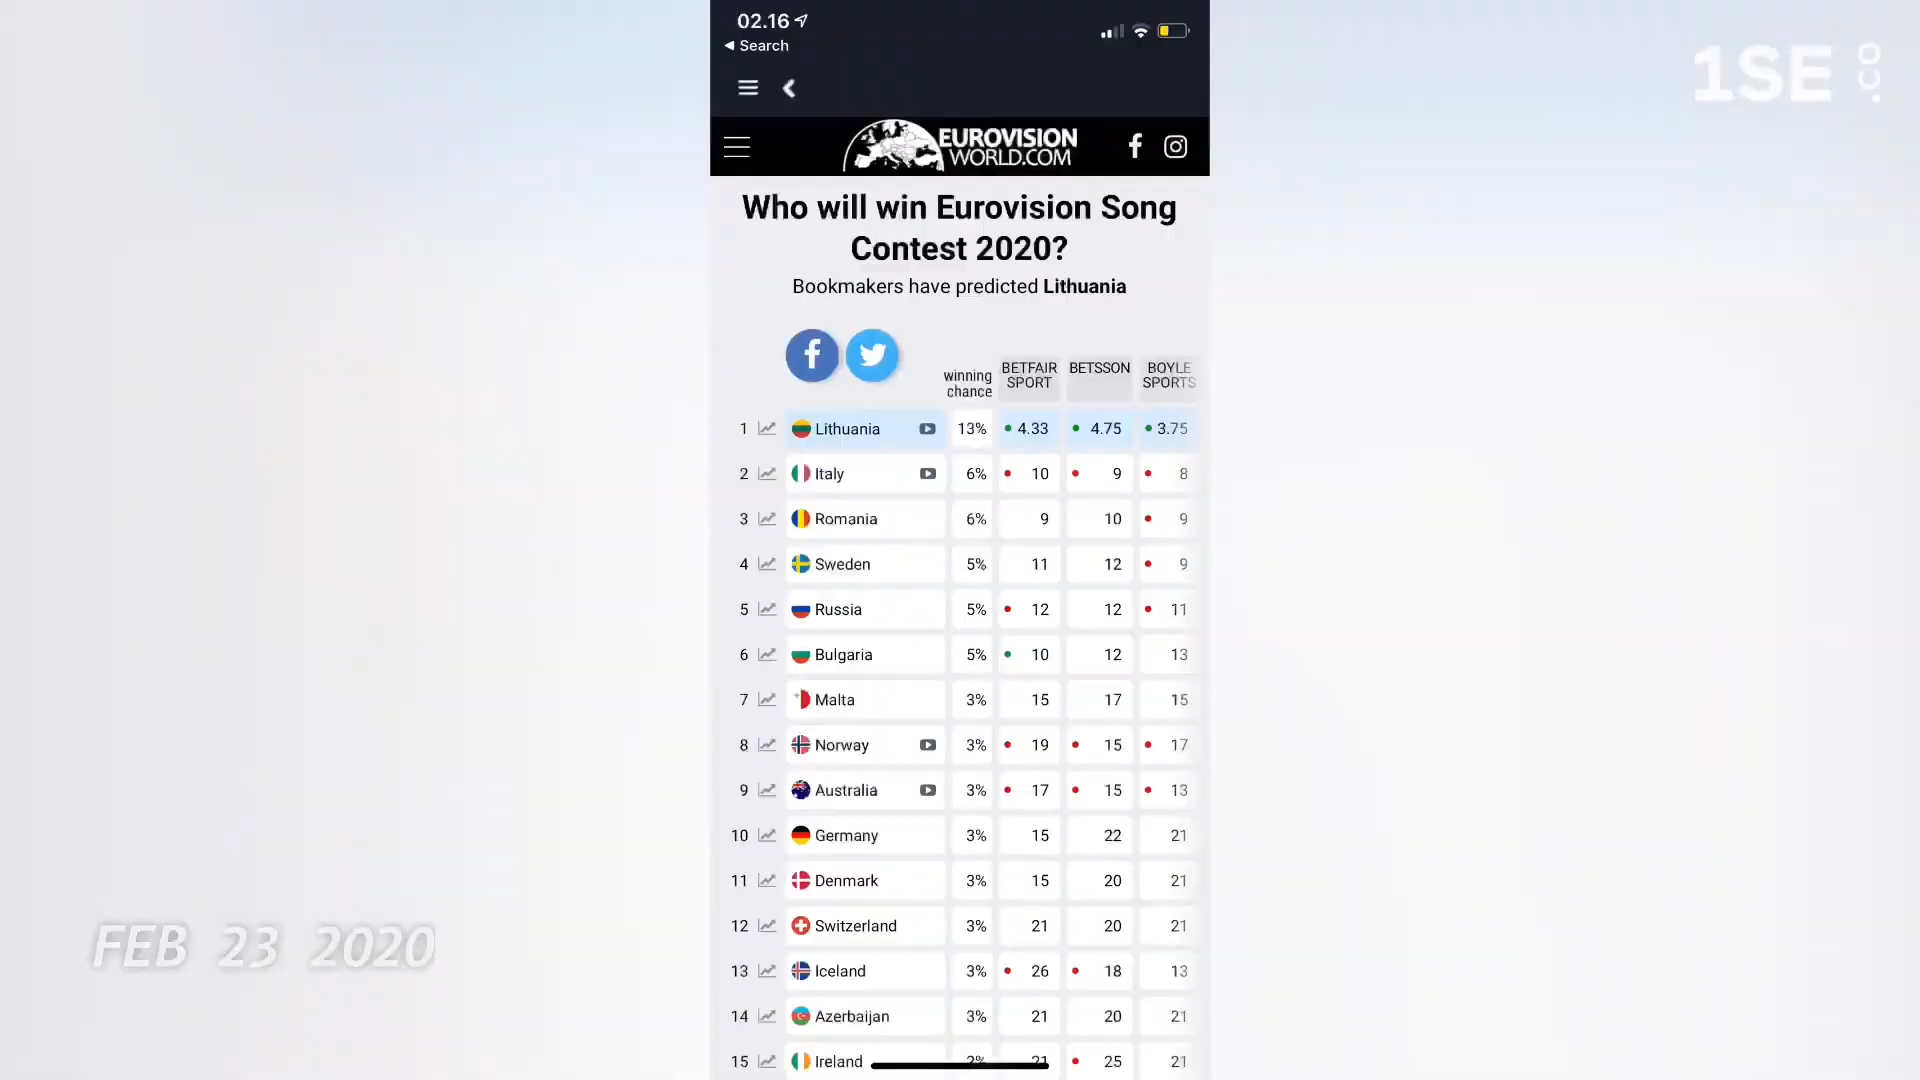 02.16
Search
1SE.CO
EUROVISION
WORLD.COM
Who will win Eurovision Song
Contest 2020?
Bookmakers have predicted Lithuania
winning chance BETFAIR SPORT BETSSON BOYLE SPORTS
1 Lithuania 13% 4.33 4.75 3.75
2 Italy 6% 10 9 8
3 Romania 6% 9 10 9
4 Sweden 5% 11 12 9
5 Russia 5% 12 12 11
6 Bulgaria 5% 10 12 13
7 Malta 3% 15 17 15
8 Norway 3% 19 15 17
9 Australia 3% 17 15 13
10 Germany 3% 15 22 21
11 Denmark 3% 15 20 21
12 Switzerland 3% 21 20 21
13 Iceland 3% 26 18 13
14 Azerbaijan 3% 21 20 21
15 Ireland 2% 21 25 21
FEB 23 2020